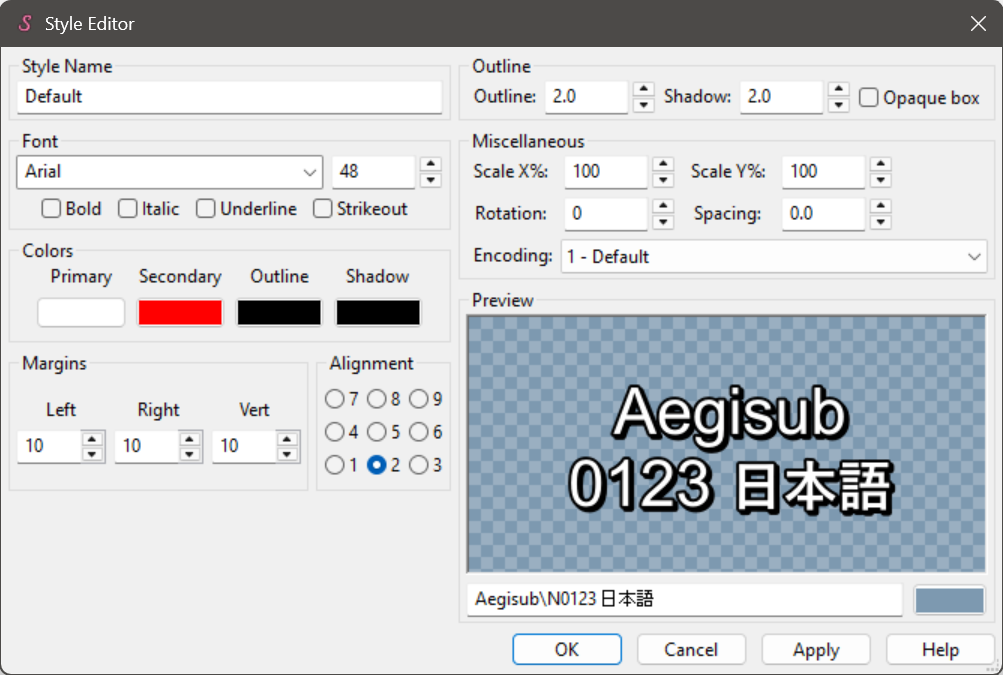 Style Editor
Style Name
Default
Font
Arial
48
Bold Italic Underline Strikeout
Colors
Primary Secondary Outline Shadow
Margins
Left Right Vert
10 10 10
Alignment
7 8 9
4 5 6
1 2 3
Outline
Outline: 2.0 Shadow: 2.0 Opaque box
Miscellaneous
Scale X%: 100 Scale Y%: 100
Rotation: 0 Spacing: 0.0
Encoding: 1 - Default
Preview
Aegisub
0123 日本語
Aegisub\N0123 日本語
OK Cancel Apply Help